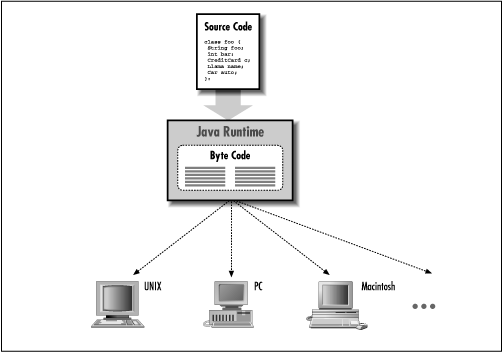 Source Code
class foo {
String foo;
int bar;
CreditCard c;
Llama name;
Car auto;
};
Java Runtime
Byte Code
UNIX
PC
Macintosh